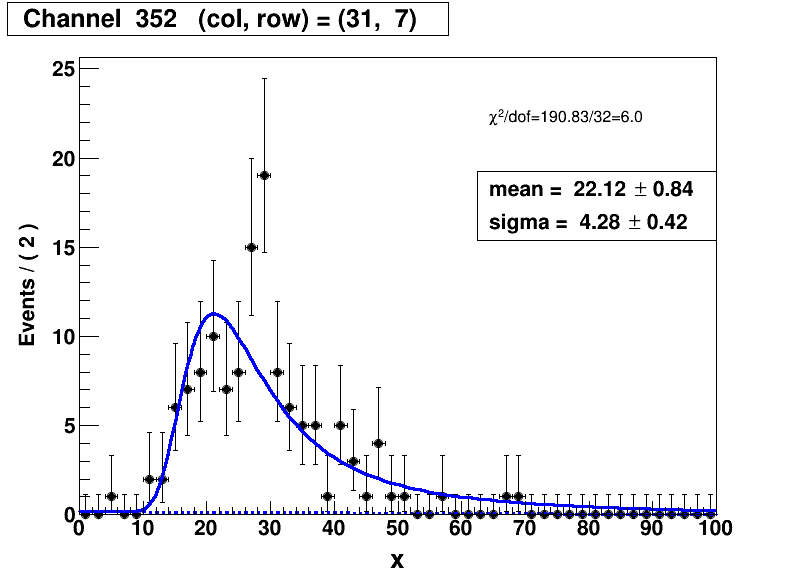 Channel 352 (col, row) = (31, 7)
χ²/dof=190.83/32=6.0
mean = 22.12 ± 0.84
sigma = 4.28 ± 0.42
Events / ( 2 )
25
20
15
10
5
0
0 10 20 30 40 50 60 70 80 90 100
x